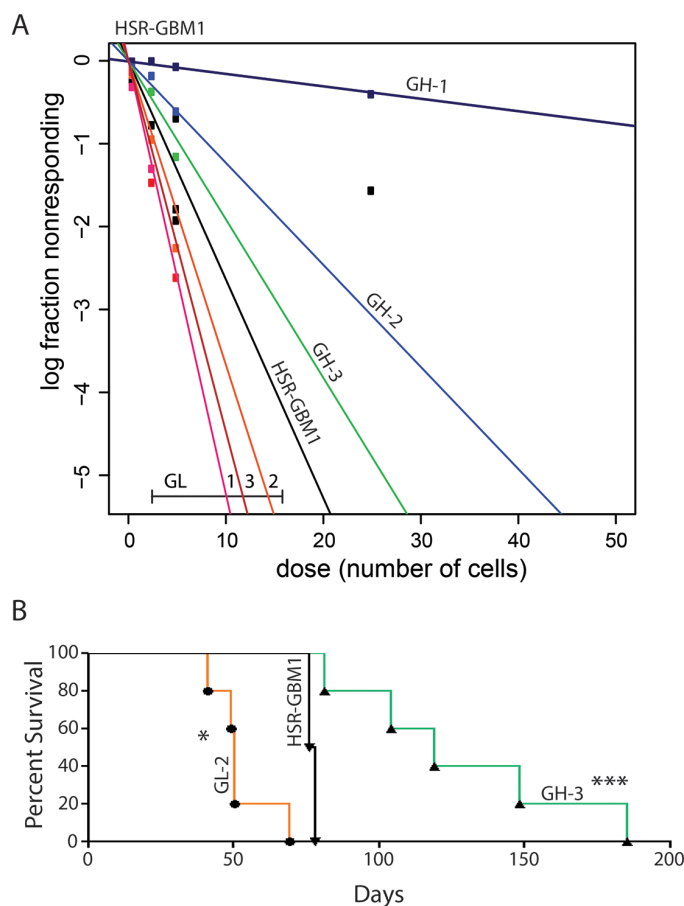 A
HSR-GBM1
log fraction nonresponding
0
-1
-2
-3
-4
-5
GH-1
GH-2
GH-3
HSR-GBM1
GL 1 3 2
0 10 20 30 40 50
dose (number of cells)
B
Percent Survival
100
80
60
40
20
0
*
GL-2
HSR-GBM1
GH-3
***
0 50 100 150 200
Days